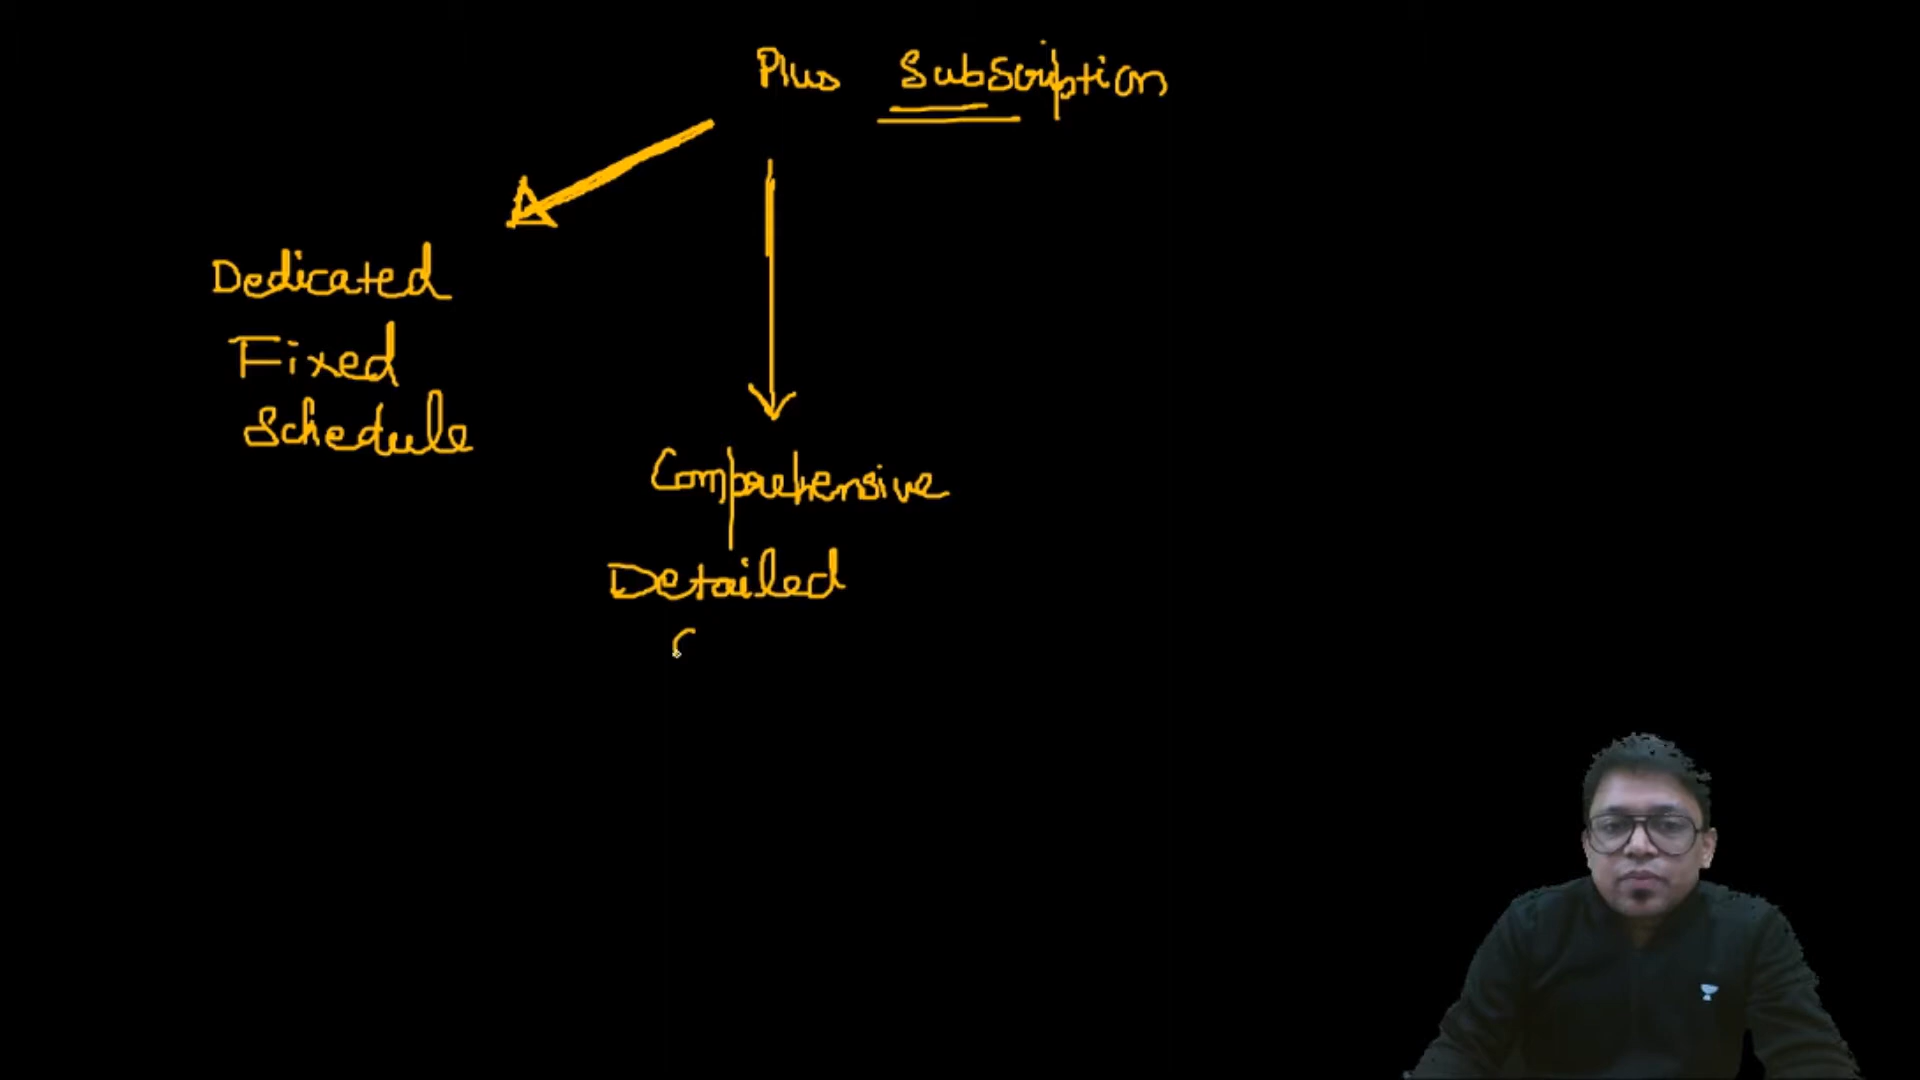 Plus Subscription
Dedicated
Fixed
Schedule
Comprehensive
Detailed